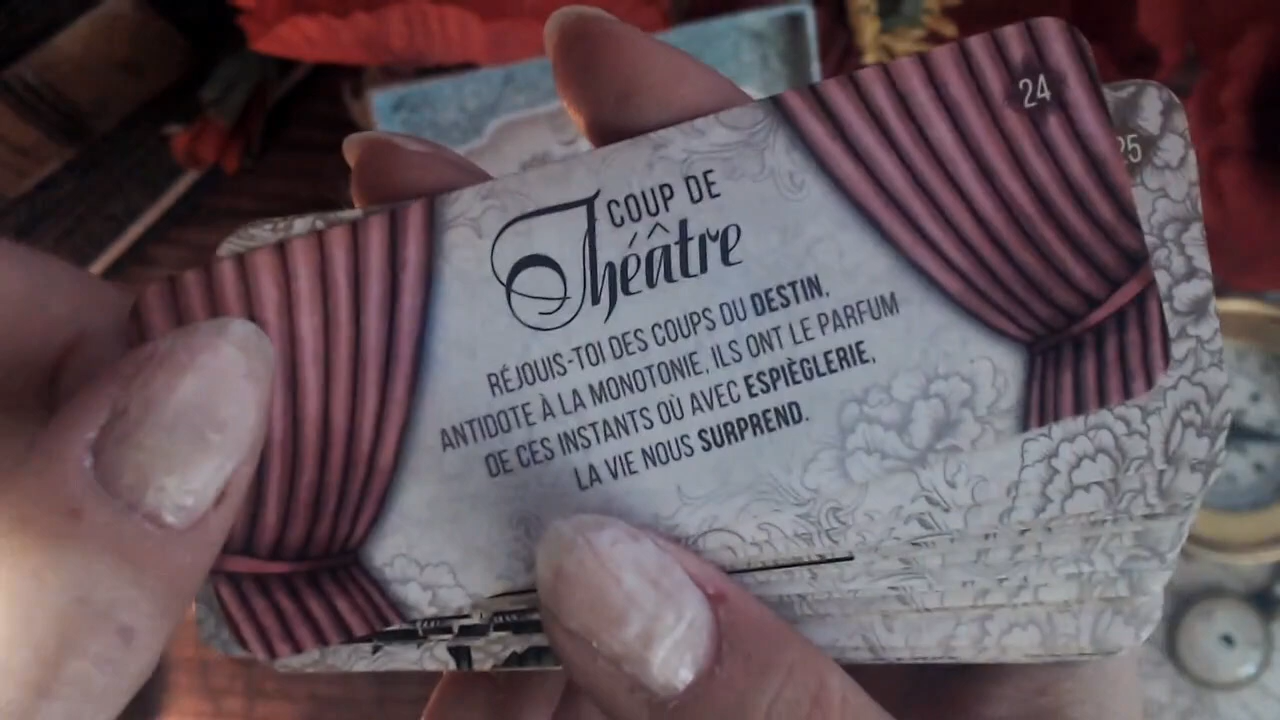 24
25
COUP DE
Théâtre
RÉJOUIS-TOI DES COUPS DU DESTIN,
ANTIDOTE À LA MONOTONIE, ILS ONT LE PARFUM
DE CES INSTANTS OÙ AVEC ESPIÈGLERIE,
LA VIE NOUS SURPREND.